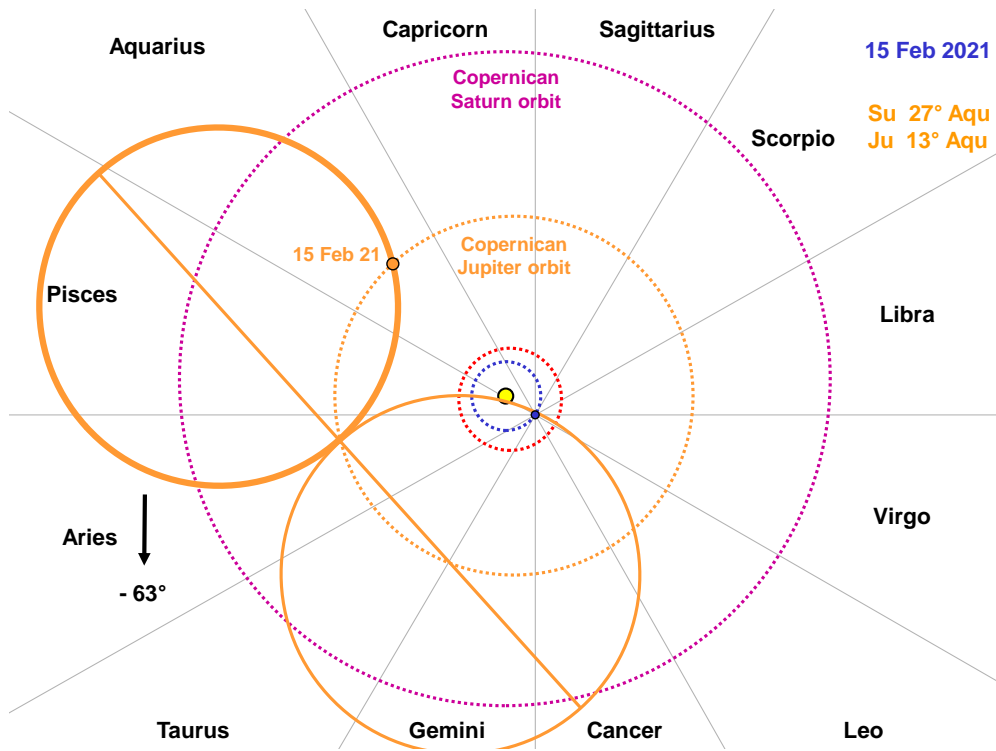 Capricorn
Sagittarius
Aquarius
15 Feb 2021
Copernican
Saturn orbit
Su 27° Aqu
Ju 13° Aqu
Scorpio
15 Feb 21
Copernican
Jupiter orbit
Pisces
Libra
Virgo
Aries
- 63°
Taurus
Gemini
Cancer
Leo